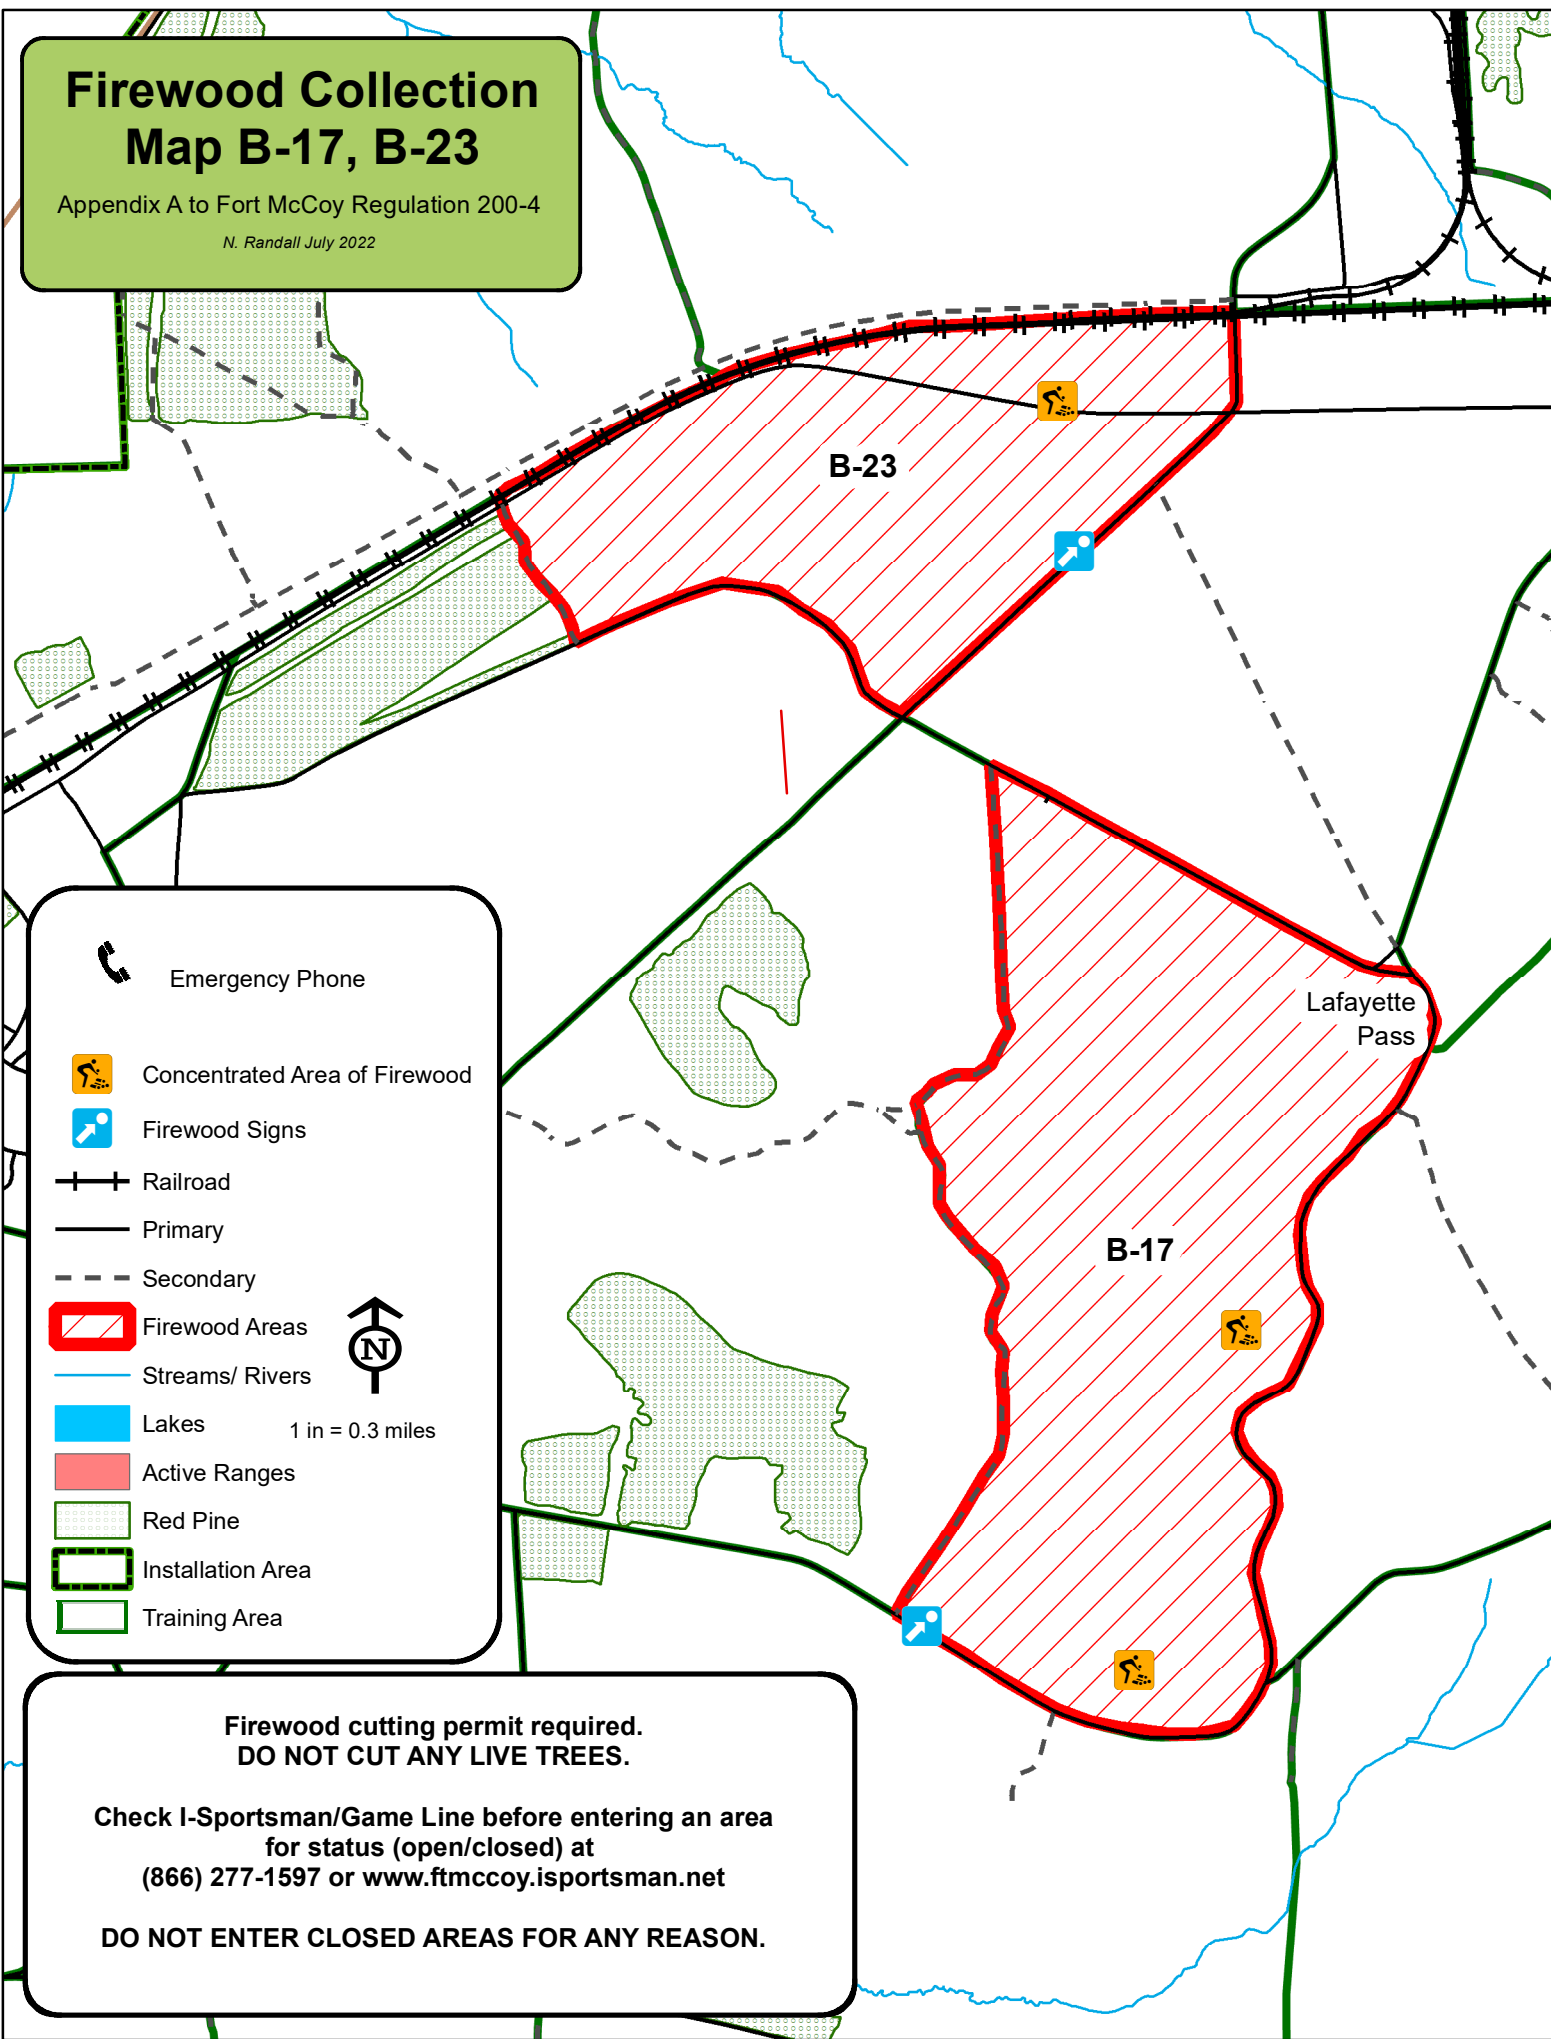 Firewood Collection
Map B-17, B-23
Appendix A to Fort McCoy Regulation 200-4
N. Randall July 2022
B-23
Lafayette
Pass
B-17
Emergency Phone
Concentrated Area of Firewood
Firewood Signs
Railroad
Primary
Secondary
Firewood Areas
N
Streams/ Rivers
Lakes
1 in = 0.3 miles
Active Ranges
Red Pine
Installation Area
Training Area
Firewood cutting permit required.
DO NOT CUT ANY LIVE TREES.
Check I-Sportsman/Game Line before entering an area
for status (open/closed) at
(866) 277-1597 or www.ftmccoy.isportsman.net
DO NOT ENTER CLOSED AREAS FOR ANY REASON.